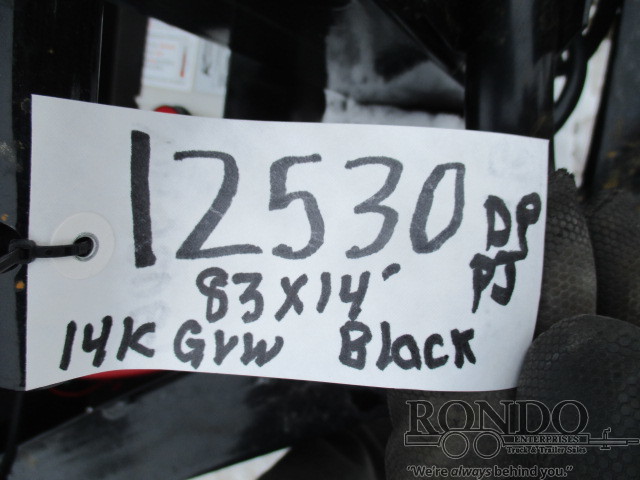 12530
DP
PJ
83X14'
14K GVW Black
RONDO
ENTERPRISES
Truck & Trailer Sales
"We're always behind you."